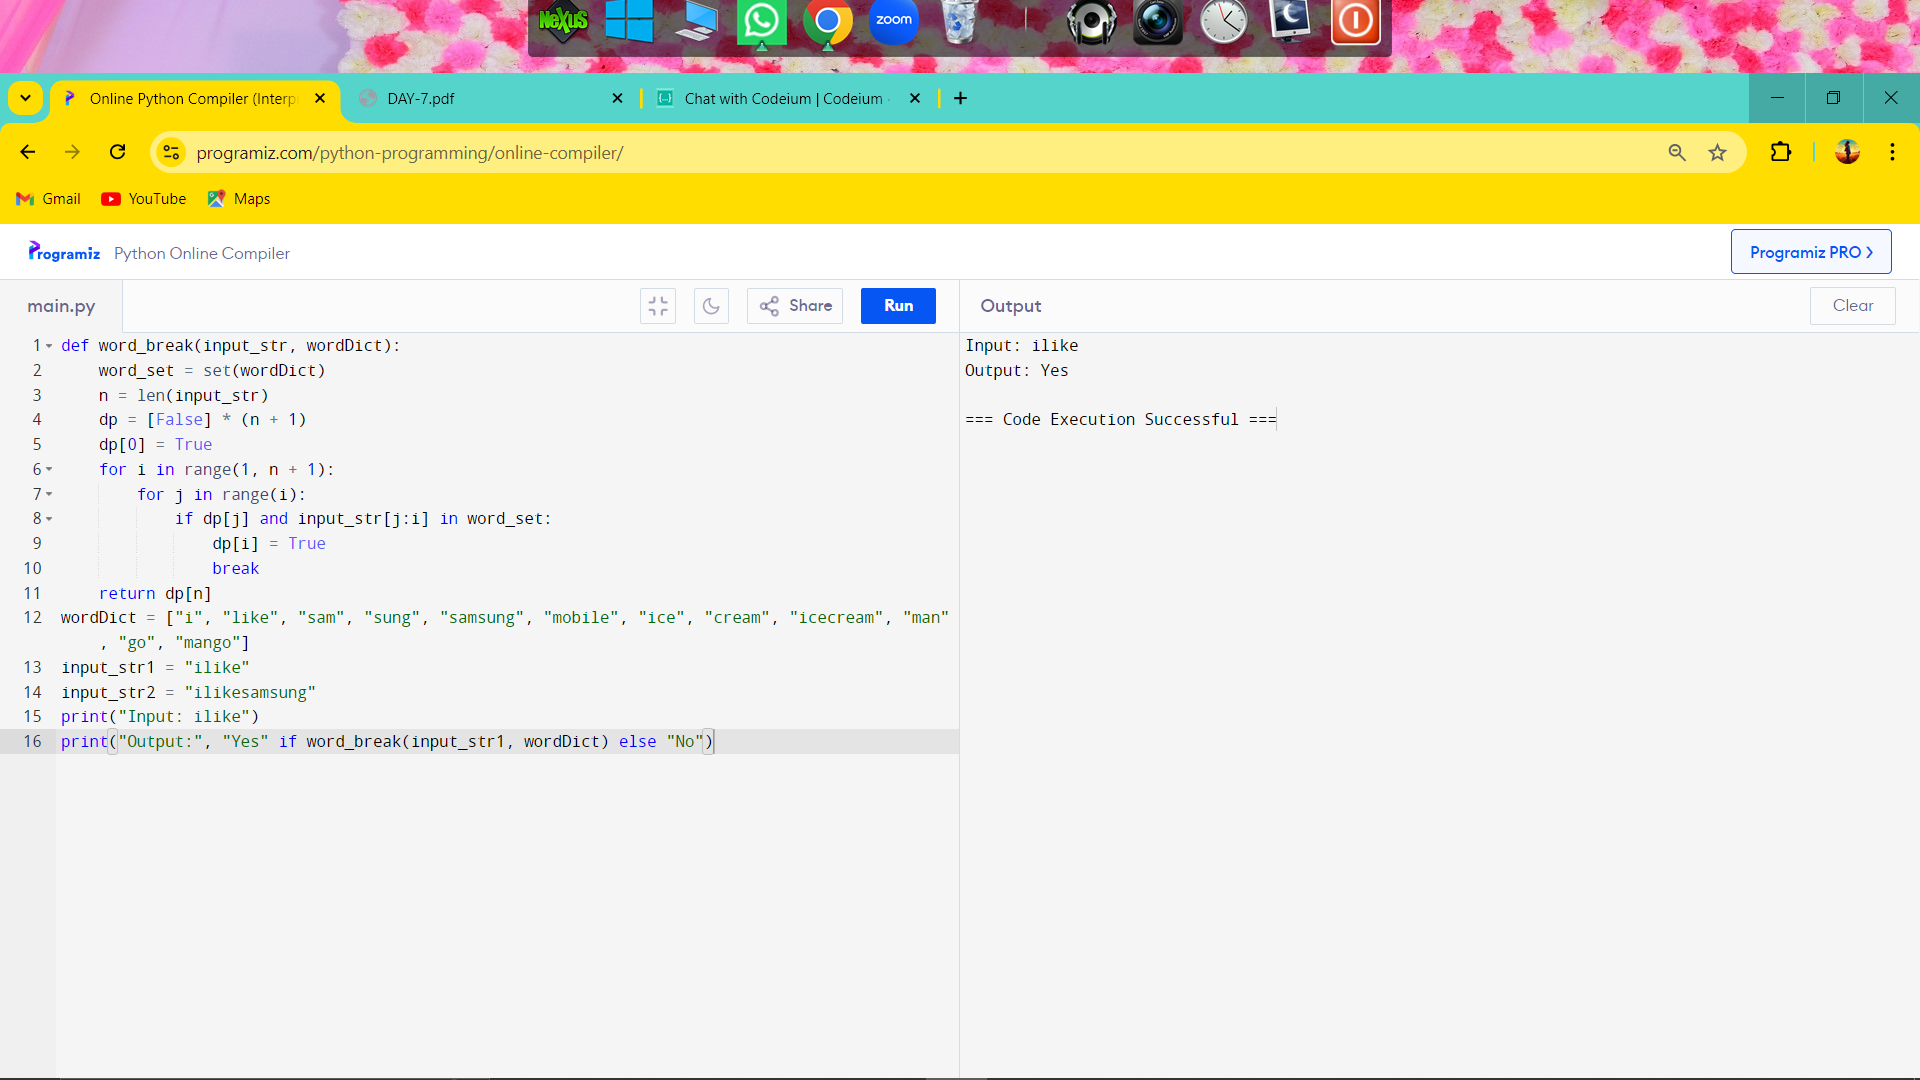 NeXuS
zoom
Online Python Compiler (Interp
DAY-7.pdf
Chat with Codeium | Codeium
programiz.com/python-programming/online-compiler/
Gmail
YouTube
Maps
Programiz
Python Online Compiler
Programiz PRO ›
main.py
Share
Run
Output
Clear
1 def word_break(input_str, wordDict):
2     word_set = set(wordDict)
3     n = len(input_str)
4     dp = [False] * (n + 1)
5     dp[0] = True
6     for i in range(1, n + 1):
7         for j in range(i):
8             if dp[j] and input_str[j:i] in word_set:
9                 dp[i] = True
10                 break
11     return dp[n]
12 wordDict = ["i", "like", "sam", "sung", "samsung", "mobile", "ice", "cream", "icecream", "man"
, "go", "mango"]
13 input_str1 = "ilike"
14 input_str2 = "ilikesamsung"
15 print("Input: ilike")
16 print("Output:", "Yes" if word_break(input_str1, wordDict) else "No")
Input: ilike
Output: Yes
=== Code Execution Successful ===